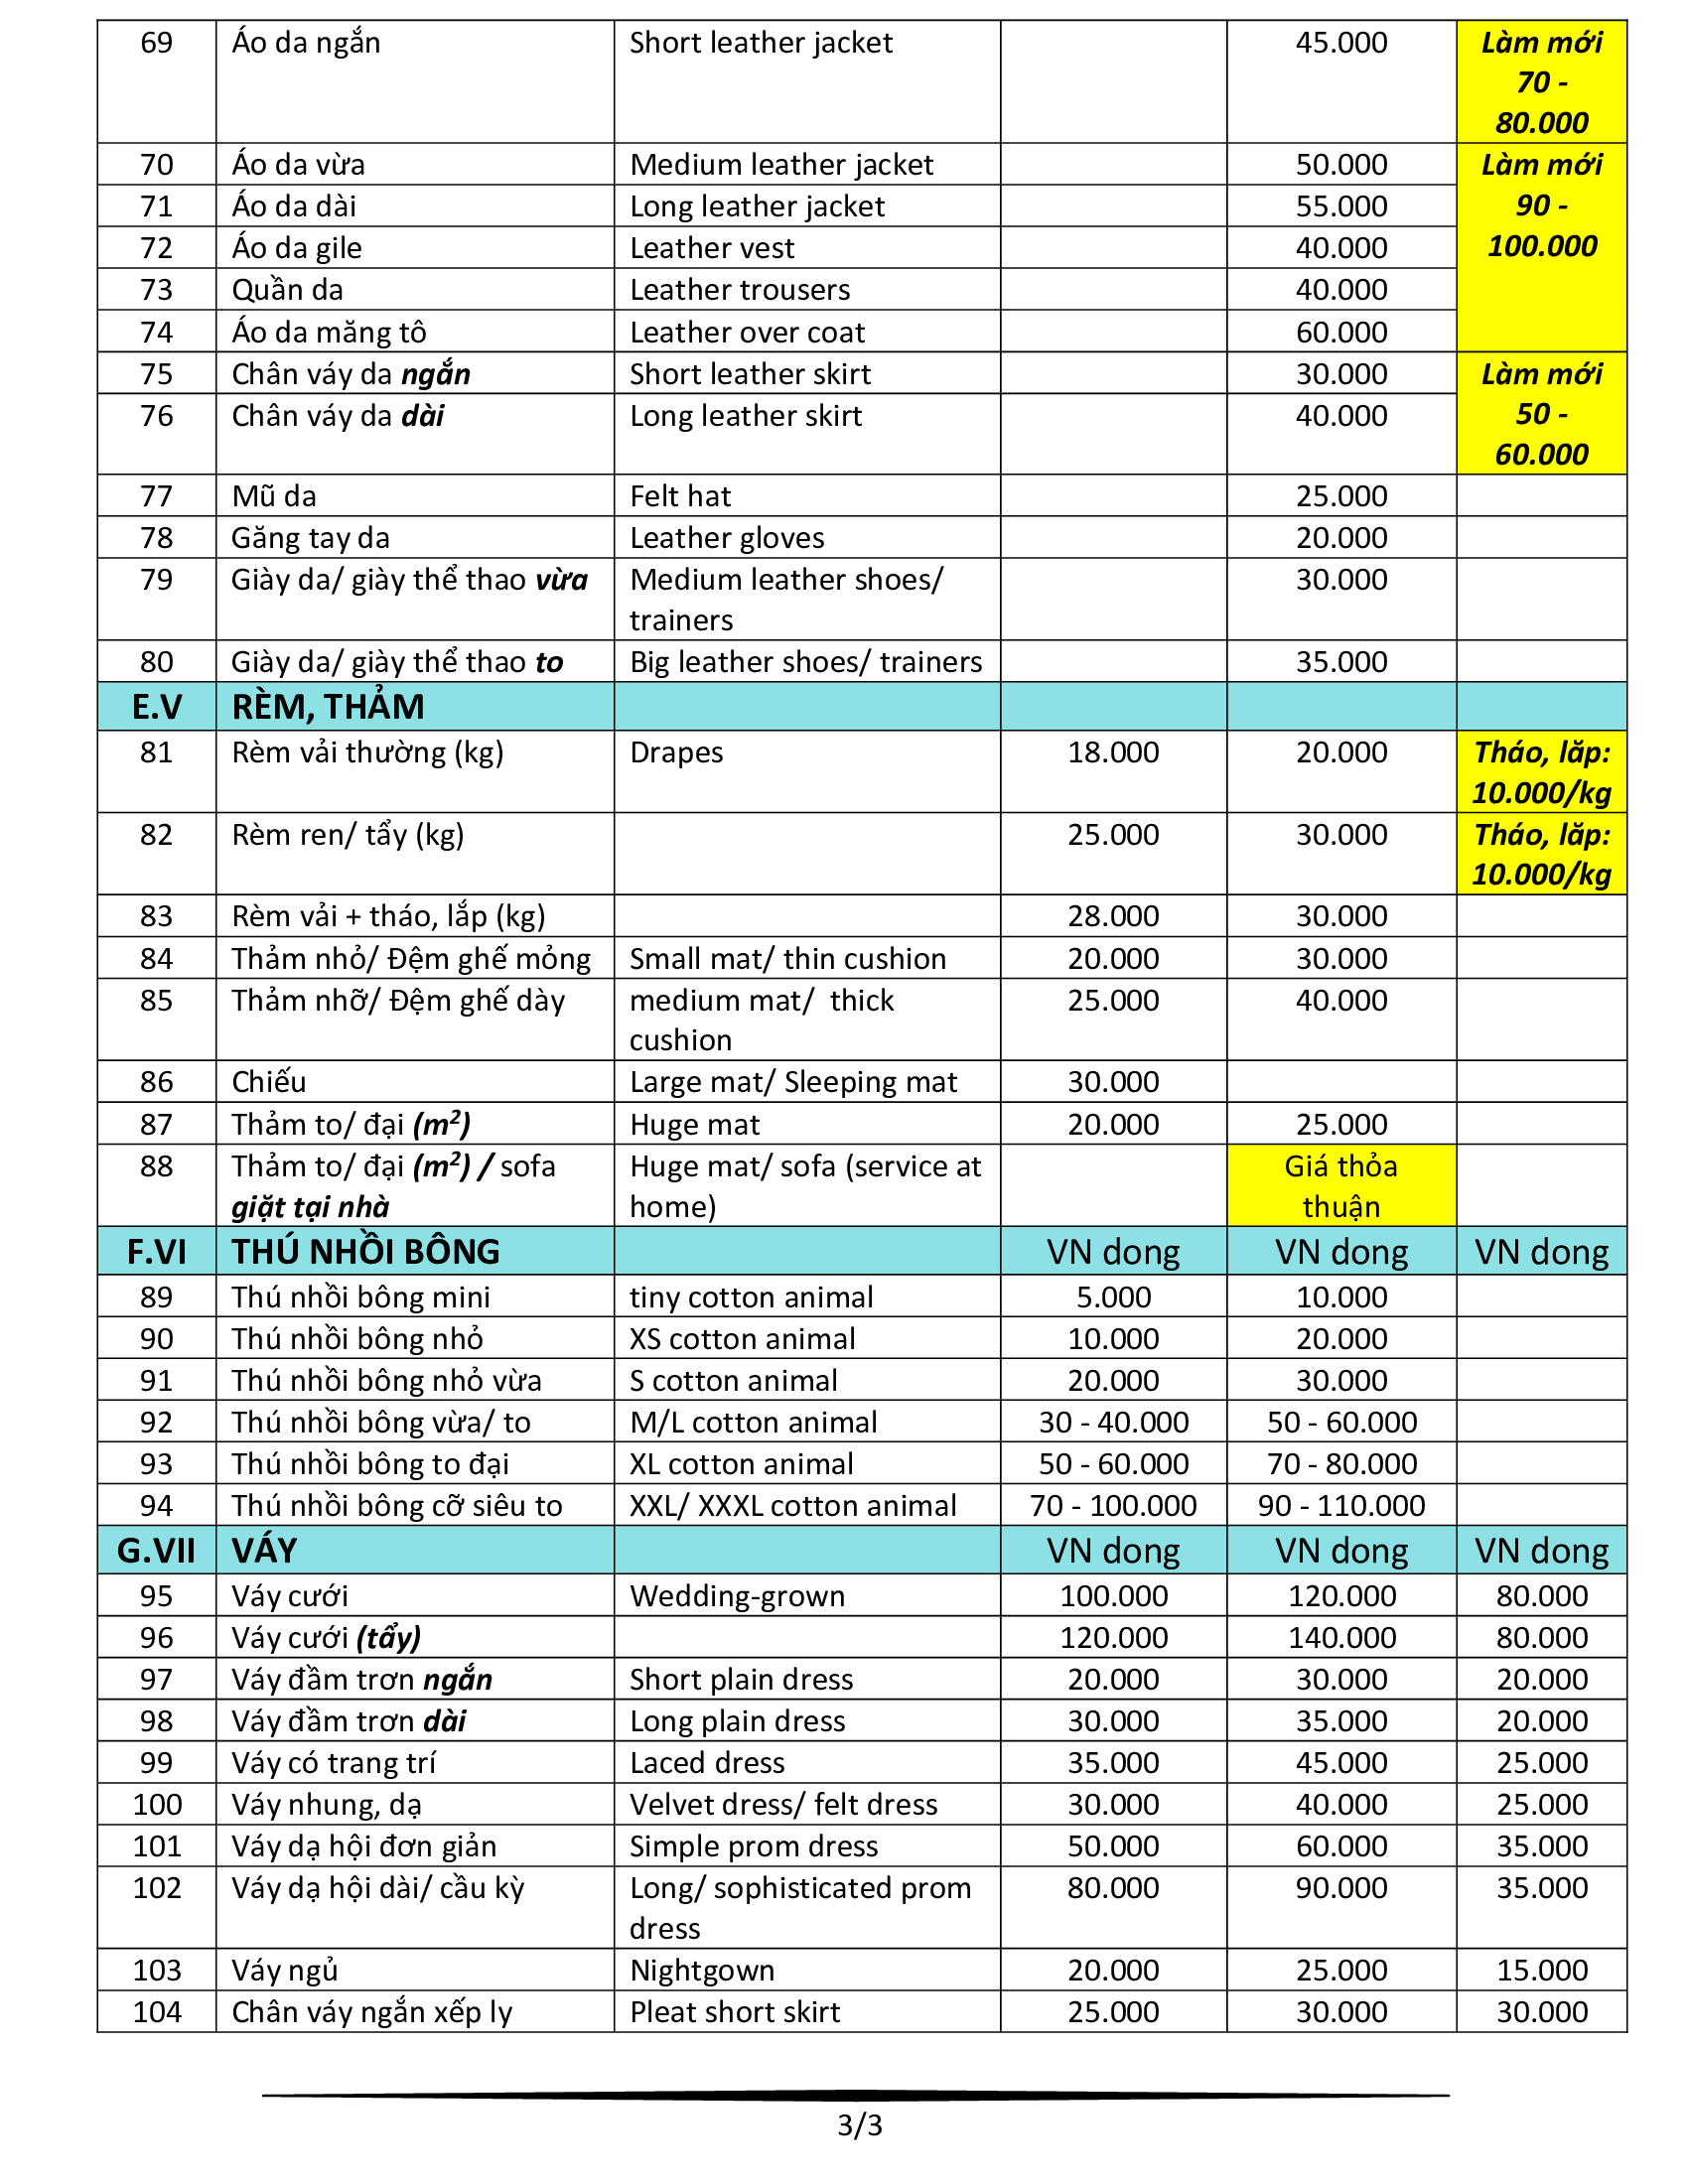 69 Áo da ngắn Short leather jacket 45.000 Làm mới
70 -
80.000
70 Áo da vừa Medium leather jacket 50.000 Làm mới
71 Áo da dài Long leather jacket 55.000 90 -
72 Áo da gile Leather vest 40.000 100.000
73 Quần da Leather trousers 40.000
74 Áo da măng tô Leather over coat 60.000
75 Chân váy da ngắn Short leather skirt 30.000 Làm mới
76 Chân váy da dài Long leather skirt 40.000 50 -
60.000
77 Mũ da Felt hat 25.000
78 Găng tay da Leather gloves 20.000
79 Giày da/ giày thể thao vừa Medium leather shoes/ 30.000
trainers
80 Giày da/ giày thể thao to Big leather shoes/ trainers 35.000
E.V RÈM, THẢM
81 Rèm vải thường (kg) Drapes 18.000 20.000 Tháo, lăp:
10.000/kg
82 Rèm ren/ tẩy (kg) 25.000 30.000 Tháo, lăp:
10.000/kg
83 Rèm vải + tháo, lắp (kg) 28.000 30.000
84 Thảm nhỏ/ Đệm ghế mỏng Small mat/ thin cushion 20.000 30.000
85 Thảm nhỡ/ Đệm ghế dày medium mat/ thick 25.000 40.000
cushion
86 Chiếu Large mat/ Sleeping mat 30.000
87 Thảm to/ đại (m²) Huge mat 20.000 25.000
88 Thảm to/ đại (m²) / sofa Huge mat/ sofa (service at Giá thỏa
giặt tại nhà home) thuận
F.VI THÚ NHỒI BÔNG VN dong VN dong VN dong
89 Thú nhồi bông mini tiny cotton animal 5.000 10.000
90 Thú nhồi bông nhỏ XS cotton animal 10.000 20.000
91 Thú nhồi bông nhỏ vừa S cotton animal 20.000 30.000
92 Thú nhồi bông vừa/ to M/L cotton animal 30 - 40.000 50 - 60.000
93 Thú nhồi bông to đại XL cotton animal 50 - 60.000 70 - 80.000
94 Thú nhồi bông cỡ siêu to XXL/ XXXL cotton animal 70 - 100.000 90 - 110.000
G.VII VÁY VN dong VN dong VN dong
95 Váy cưới Wedding-grown 100.000 120.000 80.000
96 Váy cưới (tẩy) 120.000 140.000 80.000
97 Váy đầm trơn ngắn Short plain dress 20.000 30.000 20.000
98 Váy đầm trơn dài Long plain dress 30.000 35.000 20.000
99 Váy có trang trí Laced dress 35.000 45.000 25.000
100 Váy nhung, dạ Velvet dress/ felt dress 30.000 40.000 25.000
101 Váy dạ hội đơn giản Simple prom dress 50.000 60.000 35.000
102 Váy dạ hội dài/ cầu kỳ Long/ sophisticated prom 80.000 90.000 35.000
dress
103 Váy ngủ Nightgown 20.000 25.000 15.000
104 Chân váy ngắn xếp ly Pleat short skirt 25.000 30.000 30.000
3/3